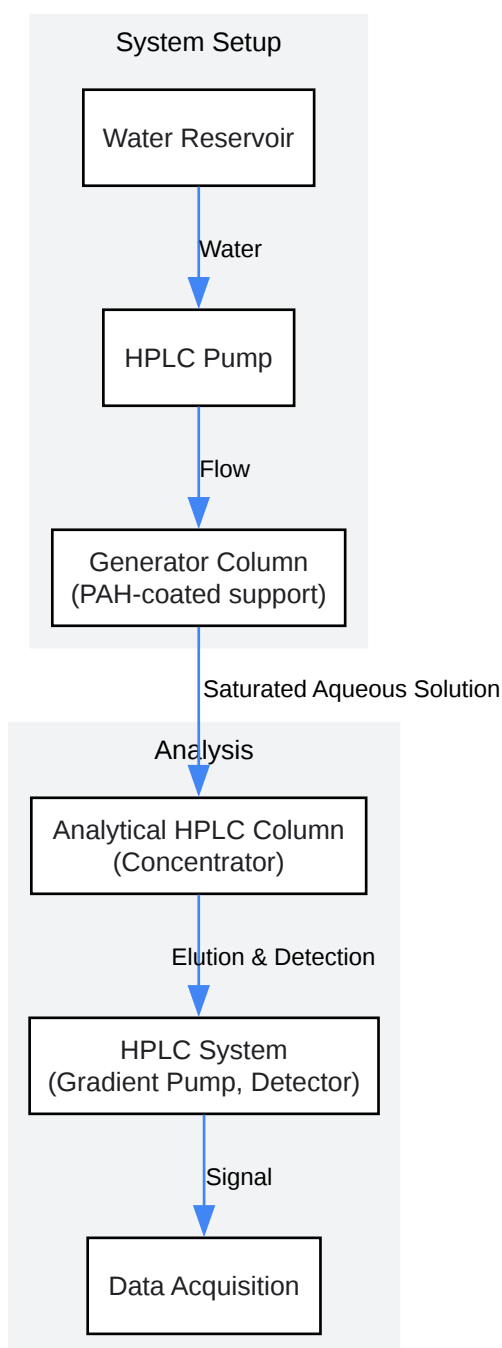 System Setup
Water Reservoir
Water
HPLC Pump
Flow
Generator Column
(PAH-coated support)
Saturated Aqueous Solution
Analysis
Analytical HPLC Column
(Concentrator)
Elution & Detection
HPLC System
(Gradient Pump, Detector)
Signal
Data Acquisition